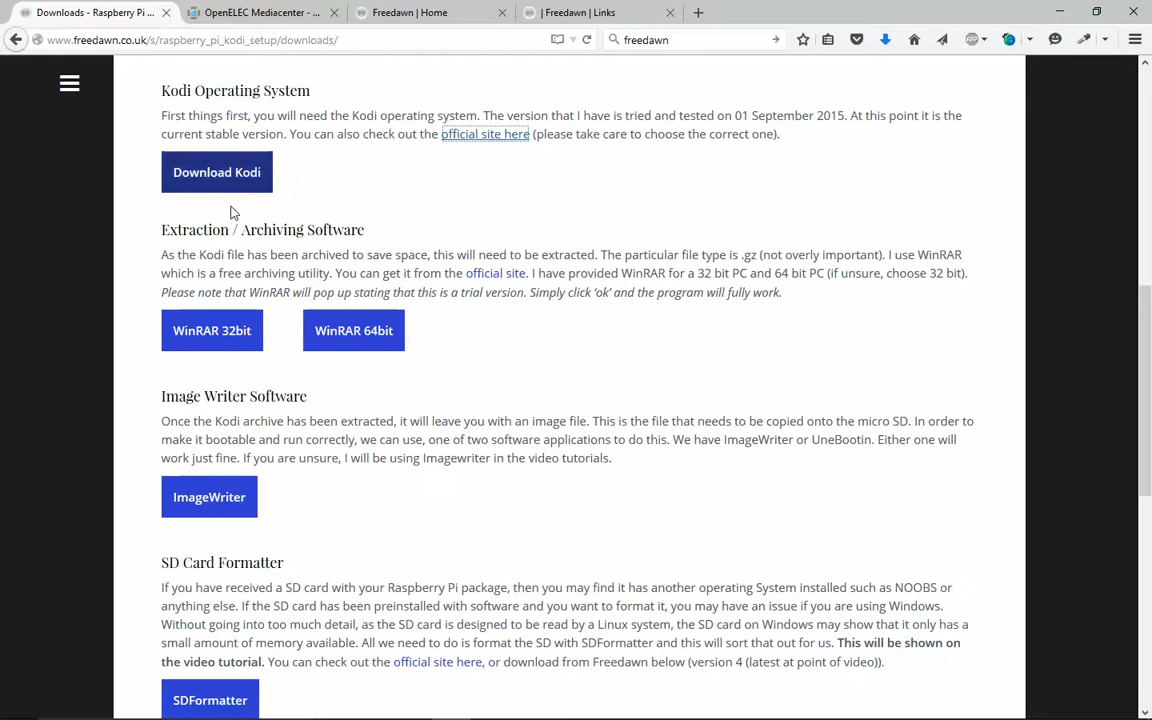 Downloads - Raspberry Pi ...
OpenELEC Mediacenter - ...
Freedawn | Home
| Freedawn | Links
www.freedawn.co.uk/s/raspberry_pi_kodi_setup/downloads/
freedawn
Kodi Operating System
First things first, you will need the Kodi operating system. The version that I have is tried and tested on 01 September 2015. At this point it is the
current stable version. You can also check out the official site here (please take care to choose the correct one).
Download Kodi
Extraction / Archiving Software
As the Kodi file has been archived to save space, this will need to be extracted. The particular file type is .gz (not overly important). I use WinRAR
which is a free archiving utility. You can get it from the official site. I have provided WinRAR for a 32 bit PC and 64 bit PC (if unsure, choose 32 bit).
Please note that WinRAR will pop up stating that this is a trial version. Simply click 'ok' and the program will fully work.
WinRAR 32bit
WinRAR 64bit
Image Writer Software
Once the Kodi archive has been extracted, it will leave you with an image file. This is the file that needs to be copied onto the micro SD. In order to
make it bootable and run correctly, we can use, one of two software applications to do this. We have ImageWriter or UneBootin. Either one will
work just fine. If you are unsure, I will be using Imagewriter in the video tutorials.
ImageWriter
SD Card Formatter
If you have received a SD card with your Raspberry Pi package, then you may find it has another operating System installed such as NOOBS or
anything else. If the SD card has been preinstalled with software and you want to format it, you may have an issue if you are using Windows.
Without going into too much detail, as the SD card is designed to be read by a Linux system, the SD card on Windows may show that it only has a
small amount of memory available. All we need to do is format the SD with SDFormatter and this will sort that out for us. This will be shown on
the video tutorial. You can check out the official site here, or download from Freedawn below (version 4 (latest at point of video)).
SDFormatter